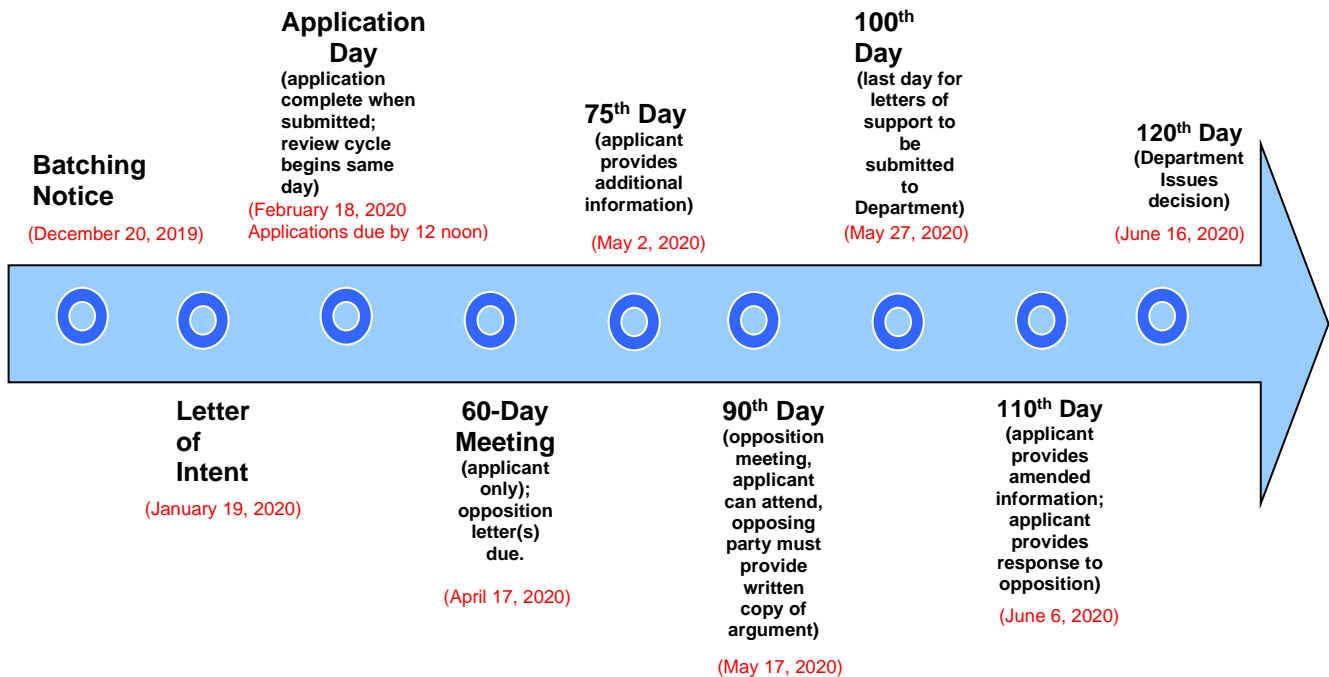 Batching
Notice
(December 20, 2019)
Letter
of
Intent
(January 19, 2020)
Application
Day
(application
complete when
submitted;
review cycle
begins same
day)
(February 18, 2020
Applications due by 12 noon)
60-Day
Meeting
(applicant
only);
opposition
letter(s)
due.
(April 17, 2020)
75th Day
(applicant
provides
additional
information)
(May 2, 2020)
90th Day
(opposition
meeting,
applicant
can attend,
opposing
party must
provide
written
copy of
argument)
(May 17, 2020)
100th
Day
(last day for
letters of
support to
be
submitted
to
Department)
(May 27, 2020)
110th Day
(applicant
provides
amended
information;
applicant
provides
response to
opposition)
(June 6, 2020)
120th Day
(Department
Issues
decision)
(June 16, 2020)